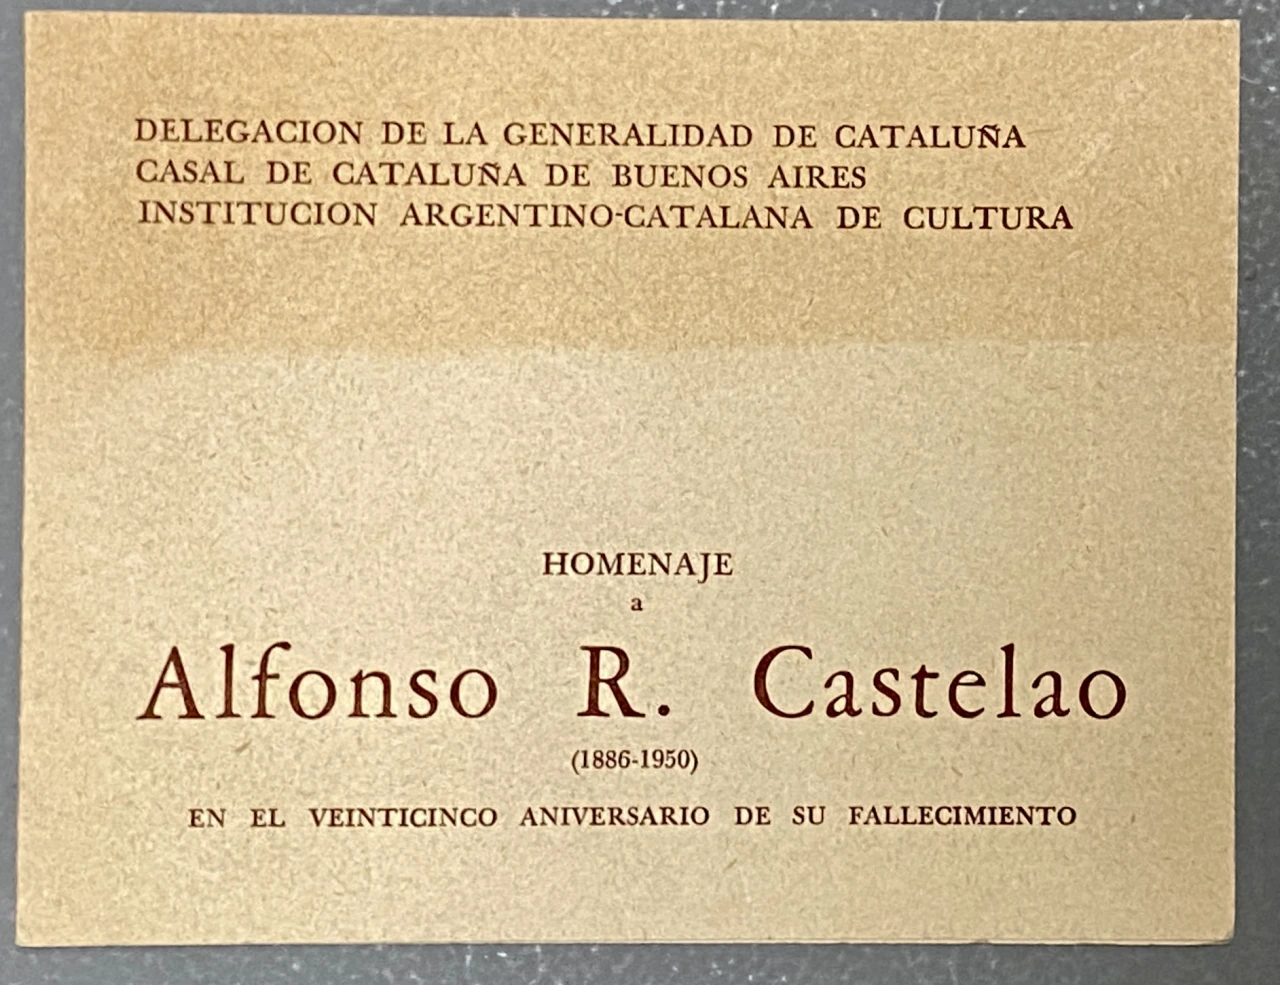 DELEGACION DE LA GENERALIDAD DE CATALUÑA
CASAL DE CATALUÑA DE BUENOS AIRES
INSTITUCION ARGENTINO-CATALANA DE CULTURA
HOMENAJE
a
Alfonso R. Castelao
(1886-1950)
EN EL VEINTICINCO ANIVERSARIO DE SU FALLECIMIENTO